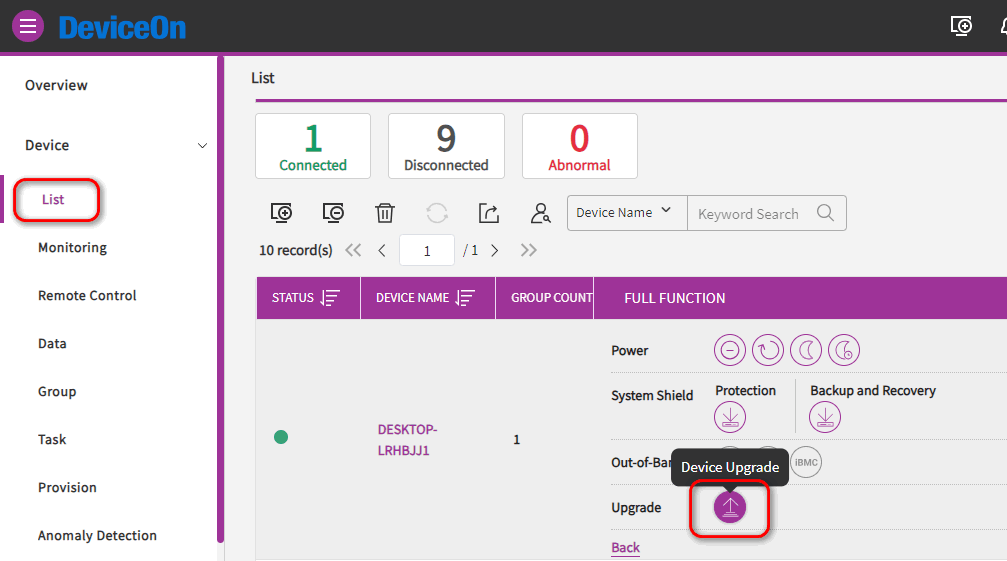 DeviceOn
Overview
Device
List
Monitoring
Remote Control
Data
Group
Task
Provision
Anomaly Detection
List
1
Connected
9
Disconnected
0
Abnormal
Device Name
Keyword Search
10 record(s)
1
/ 1
STATUS
DEVICE NAME
GROUP COUNT
FULL FUNCTION
DESKTOP-
LRHBJJ1
1
Power
System Shield
Protection
Backup and Recovery
Out-of-Ban
iBMC
Device Upgrade
Upgrade
Back